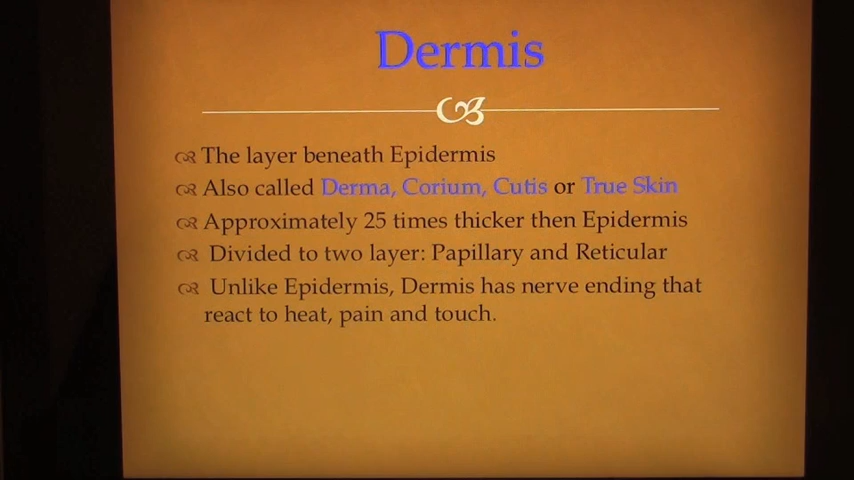 Dermis
The layer beneath Epidermis
Also called Derma, Corium, Cutis or True Skin
Approximately 25 times thicker then Epidermis
Divided to two layer: Papillary and Reticular
Unlike Epidermis, Dermis has nerve ending that
react to heat, pain and touch.